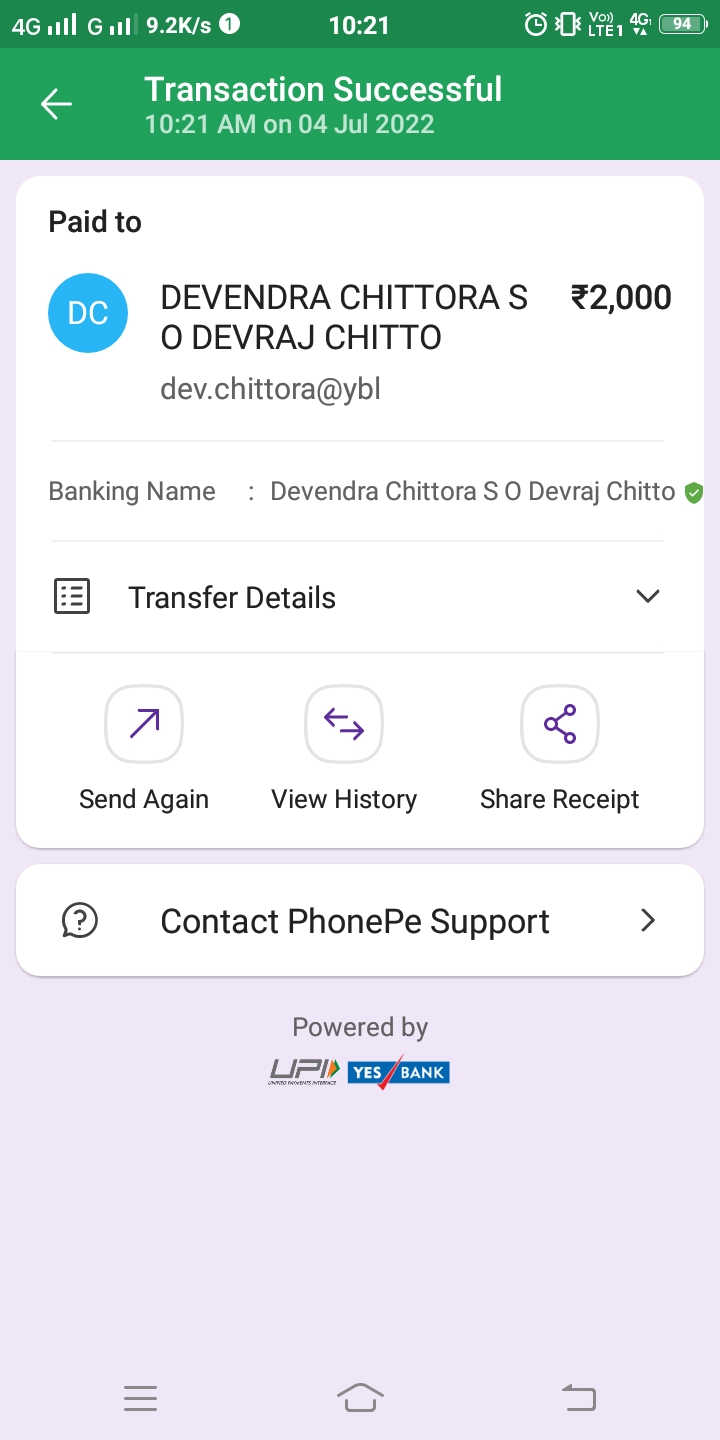 4G G 9.2K/s 1 10:21 Vo)) LTE 1 4G 94
Transaction Successful
10:21 AM on 04 Jul 2022
Paid to
DC DEVENDRA CHITTORA S ₹2,000
O DEVRAJ CHITTO
dev.chittora@ybl
Banking Name : Devendra Chittora S O Devraj Chitto
Transfer Details
Send Again View History Share Receipt
Contact PhonePe Support
Powered by
UPI YES BANK
UNIFIED PAYMENTS INTERFACE